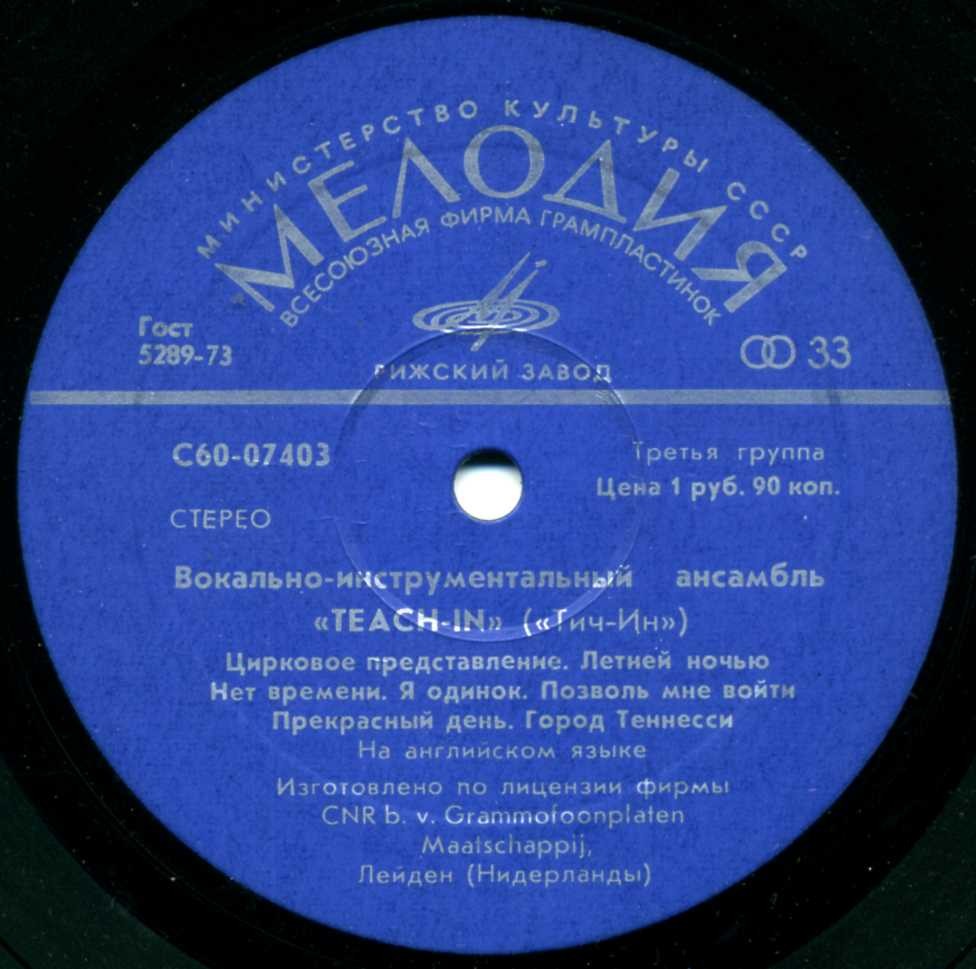 МИНИСТЕРСТВО КУЛЬТУРЫ СССР
МЕЛОДИЯ
ВСЕСОЮЗНАЯ ФИРМА ГРАМПЛАСТИНОК
Гост
5289-73
33
РИЖСКИЙ ЗАВОД
С60-07403
Третья группа
Цена 1 руб. 90 коп.
СТЕРЕО
Вокально-инструментальный ансамбль
«TEACH-IN» («Тич-Ин»)
Цирковое представление. Летней ночью
Нет времени. Я одинок. Позволь мне войти
Прекрасный день. Город Теннесси
На английском языке
Изготовлено по лицензии фирмы
CNR b. v. Grammofoonplaten
Maatschappij,
Лейден (Нидерланды)